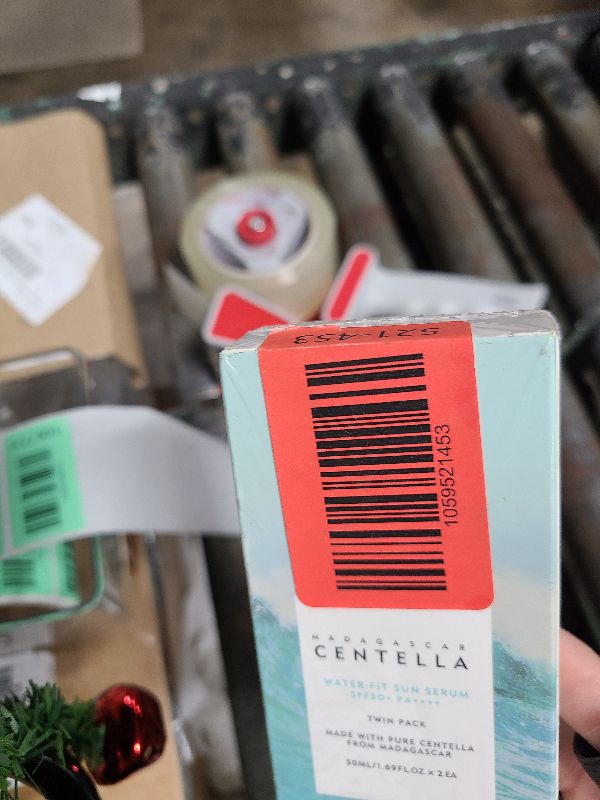 521 453
1059521453
MADAGASCAR
CENTELLA
WATER-FIT SUN SERUM
SPF50+ PA++++
TWIN PACK
MADE WITH PURE CENTELLA
FROM MADAGASCAR
50ML/1.69FL.OZ. x 2EA